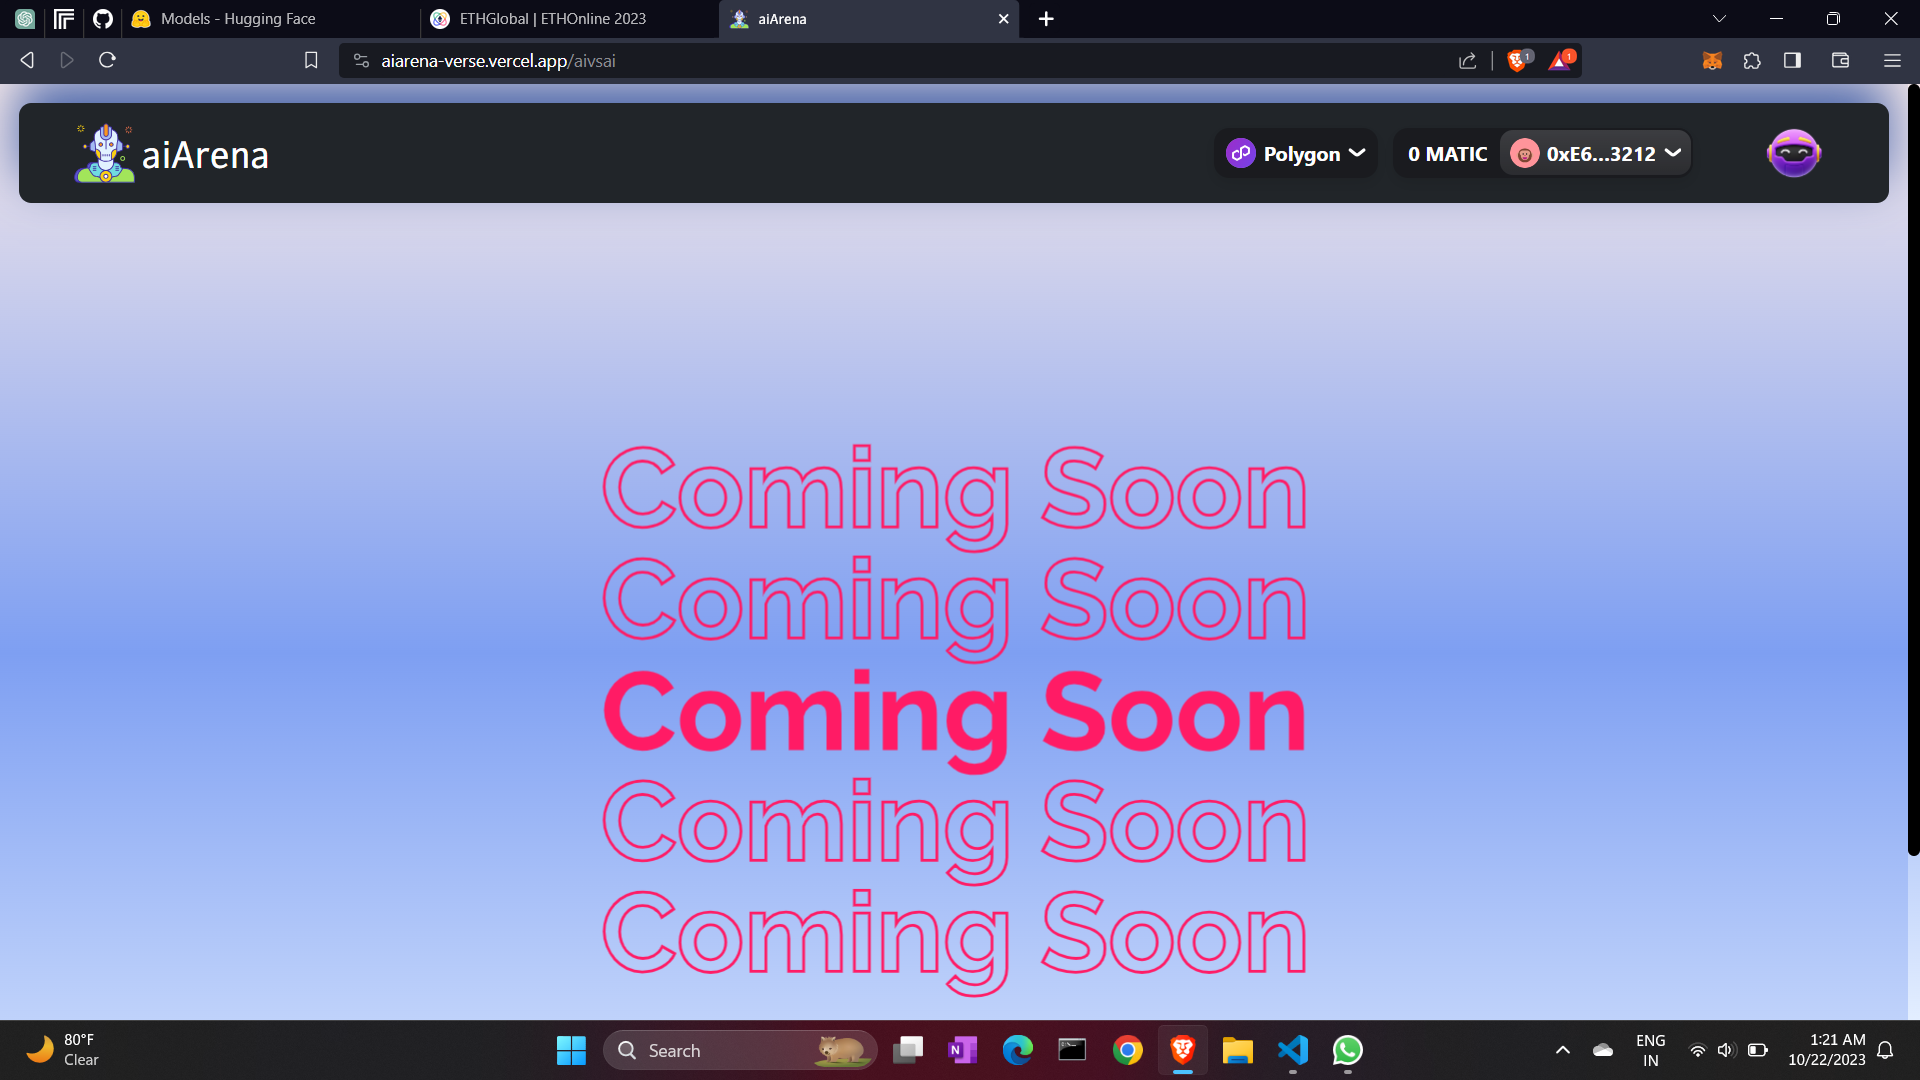 Models - Hugging Face
ETHGlobal | ETHOnline 2023
aiArena
aiarena-verse.vercel.app/aivsai
1
1
aiArena
Polygon
0 MATIC
0xE6...3212
Coming Soon
Coming Soon
Coming Soon
Coming Soon
Coming Soon
80°F
Clear
Search
N
ENG
IN
1:21 AM
10/22/2023